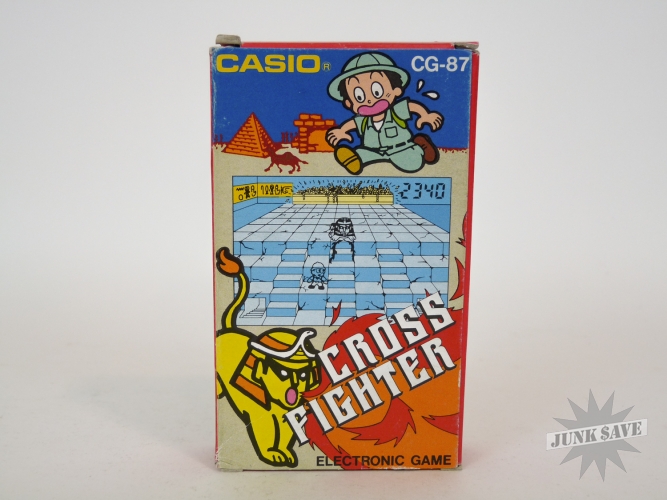 CASIO®
CG-87
2340
CROSS
FIGHTER
ELECTRONIC GAME
JUNK SAVE